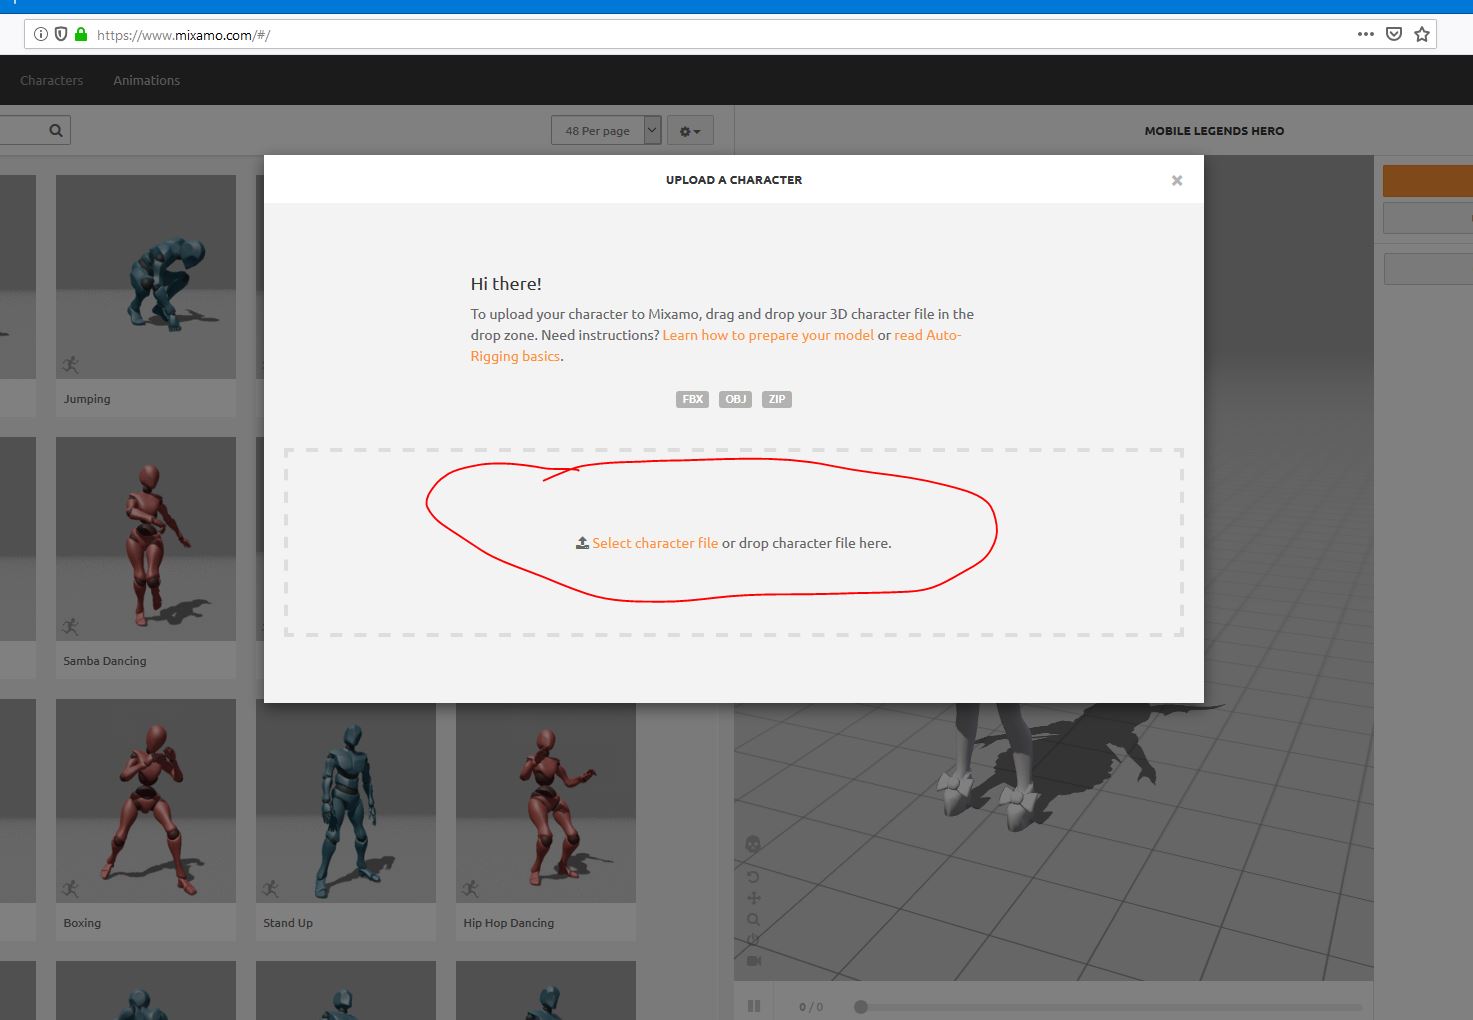 https://www.mixamo.com/#/
Characters Animations
48 Per page
MOBILE LEGENDS HERO
UPLOAD A CHARACTER
Hi there!
To upload your character to Mixamo, drag and drop your 3D character file in the
drop zone. Need instructions? Learn how to prepare your model or read Auto-
Rigging basics.
FBX OBJ ZIP
Select character file or drop character file here.
Jumping
Samba Dancing
Boxing
Stand Up
Hip Hop Dancing
0 / 0